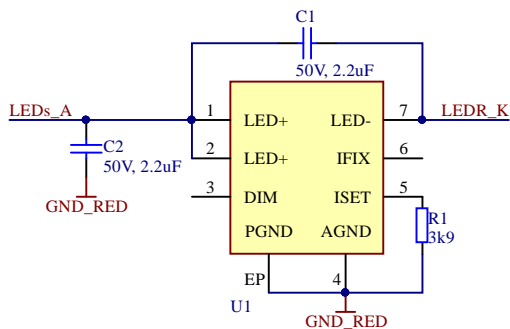 C1
50V, 2.2uF
LEDs_A
1
LED+
LED-
7
LEDR_K
C2
50V, 2.2uF
2
LED+
IFIX
6
GND_RED
3
DIM
ISET
5
R1
3k9
PGND
AGND
EP
4
U1
GND_RED